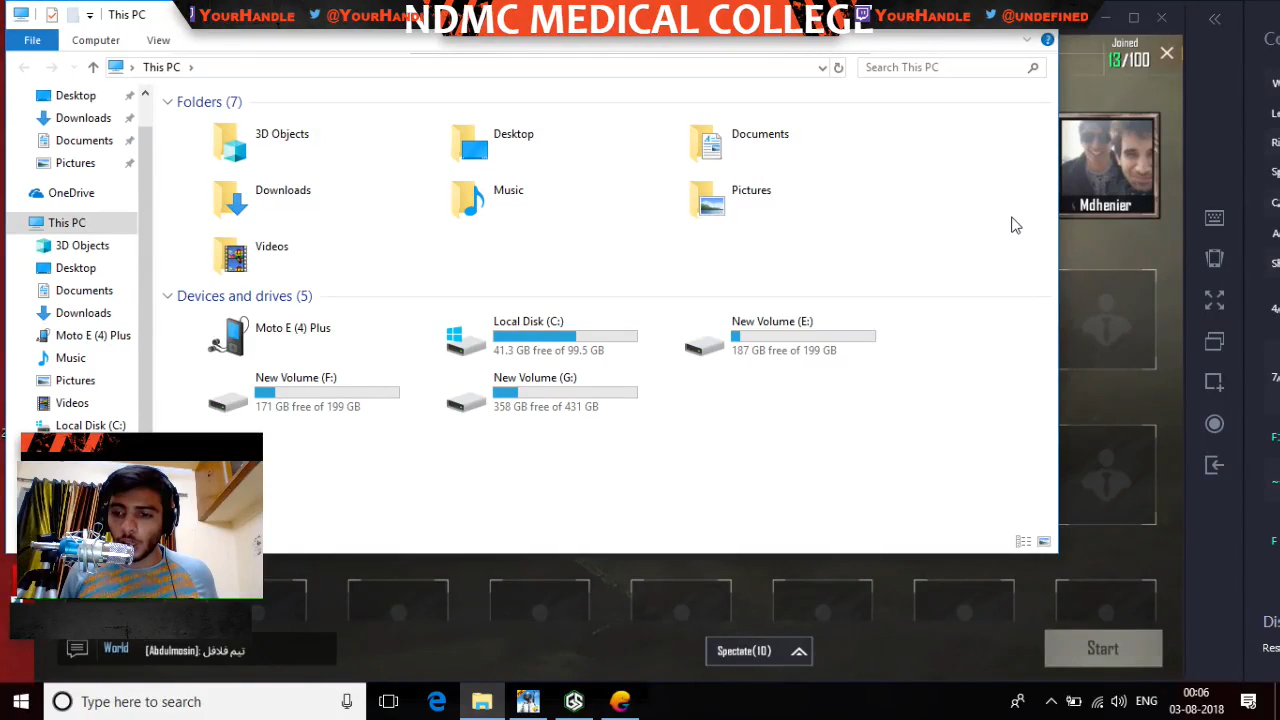 This PC
YourHandle
@YourHand
NDMC MEDICAL COLLEGE
YourHandle
@undefined
File
Computer
View
This PC
Search This PC
Joined
13/100
Desktop
Downloads
Documents
Pictures
OneDrive
This PC
3D Objects
Desktop
Documents
Downloads
Moto E (4) Plus
Music
Pictures
Videos
Local Disk (C:)
Folders (7)
3D Objects
Desktop
Documents
Downloads
Music
Pictures
Videos
Devices and drives (5)
Moto E (4) Plus
Local Disk (C:)
41.3 GB free of 99.5 GB
New Volume (E:)
187 GB free of 199 GB
New Volume (F:)
171 GB free of 199 GB
New Volume (G:)
358 GB free of 431 GB
Mdhenier
World
[Abdulmosin]: تيم فلافل
Spectate(10)
Start
Type here to search
ENG
00:06
03-08-2018